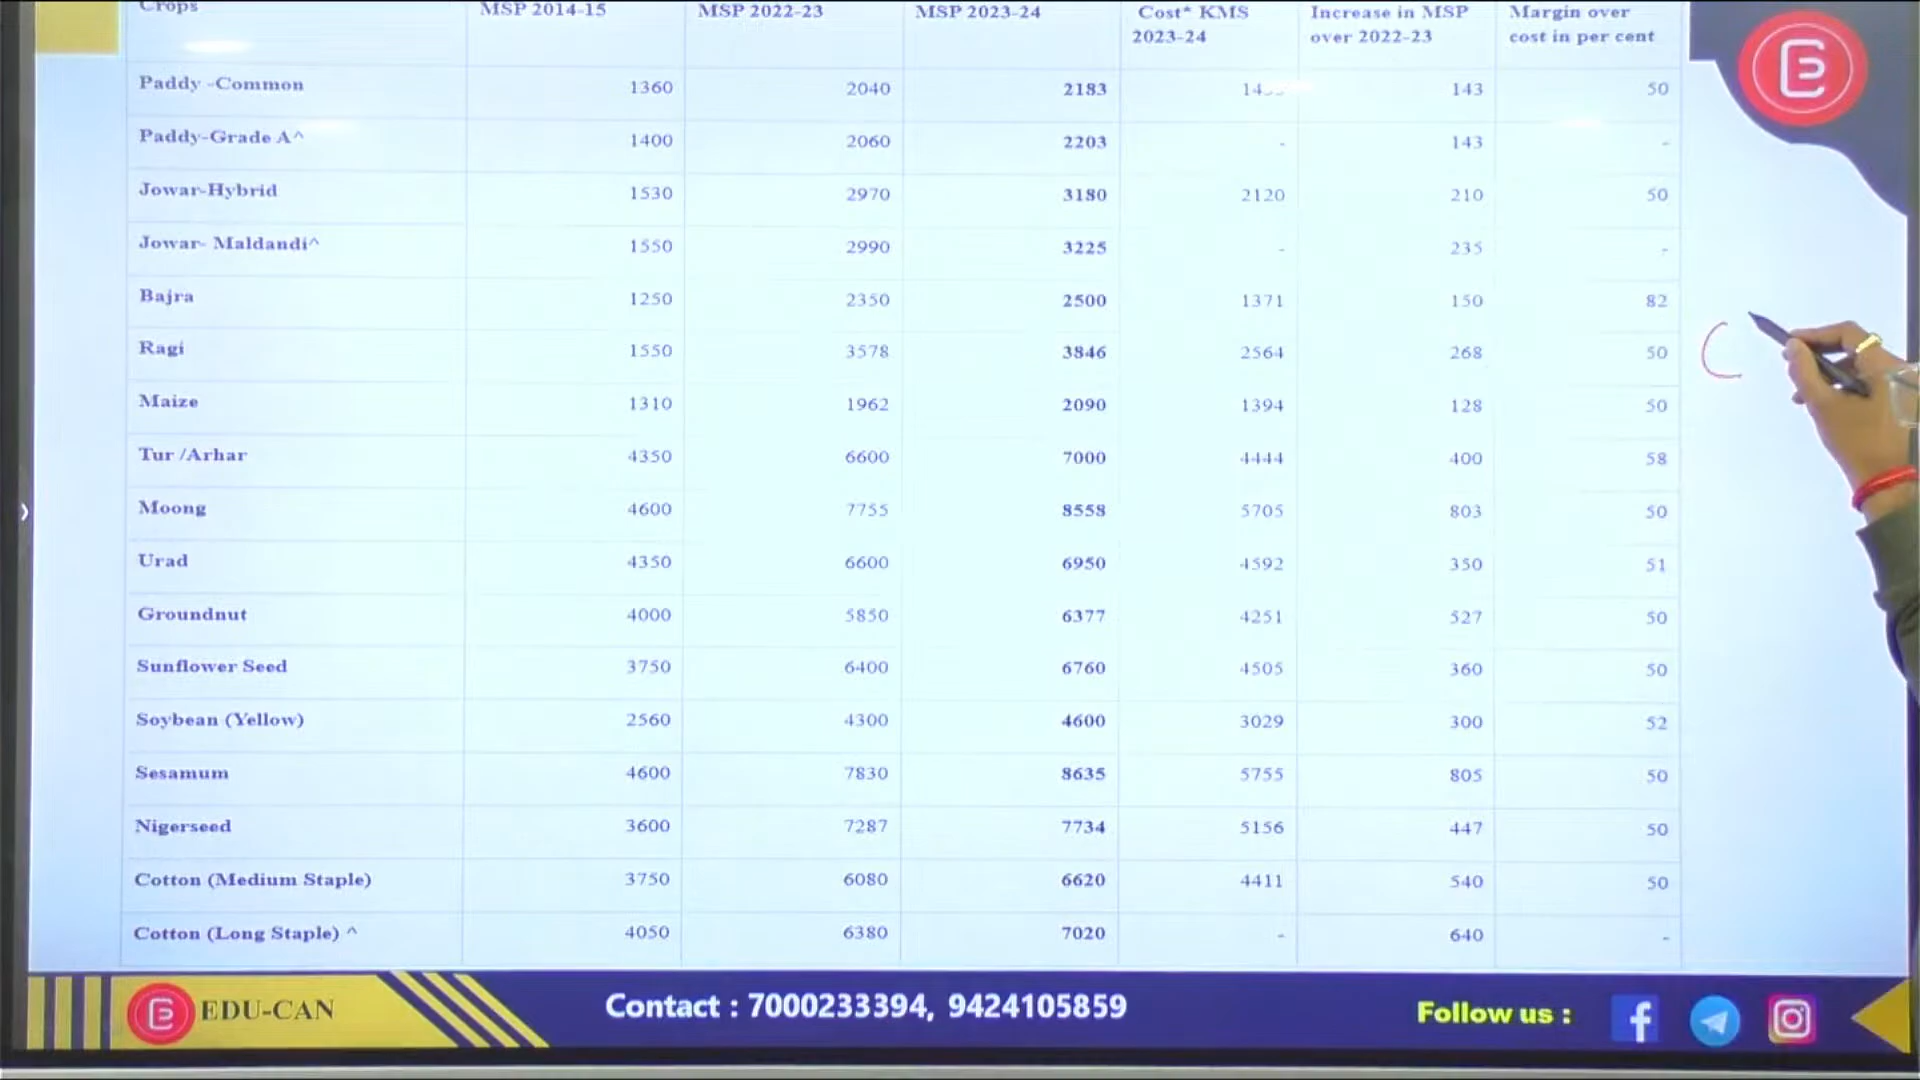 Crops MSP 2014-15 MSP 2022-23 MSP 2023-24 Cost* KMS 2023-24 Increase in MSP over 2022-23 Margin over cost in per cent
Paddy -Common 1360 2040 2183 143 50
Paddy-Grade A^ 1400 2060 2203 - 143 -
Jowar-Hybrid 1530 2970 3180 2120 210 50
Jowar- Maldandi^ 1550 2990 3225 - 235 -
Bajra 1250 2350 2500 1371 150 82
Ragi 1550 3578 3846 2564 268 50
Maize 1310 1962 2090 1394 128 50
Tur /Arhar 4350 6600 7000 4444 400 58
Moong 4600 7755 8558 5705 803 50
Urad 4350 6600 6950 4592 350 51
Groundnut 4000 5850 6377 4251 527 50
Sunflower Seed 3750 6400 6760 4505 360 50
Soybean (Yellow) 2560 4300 4600 3029 300 52
Sesamum 4600 7830 8635 5755 805 50
Nigerseed 3600 7287 7734 5156 447 50
Cotton (Medium Staple) 3750 6080 6620 4411 540 50
Cotton (Long Staple) ^ 4050 6380 7020 - 640 -
EDU-CAN
Contact : 7000233394, 9424105859
Follow us :